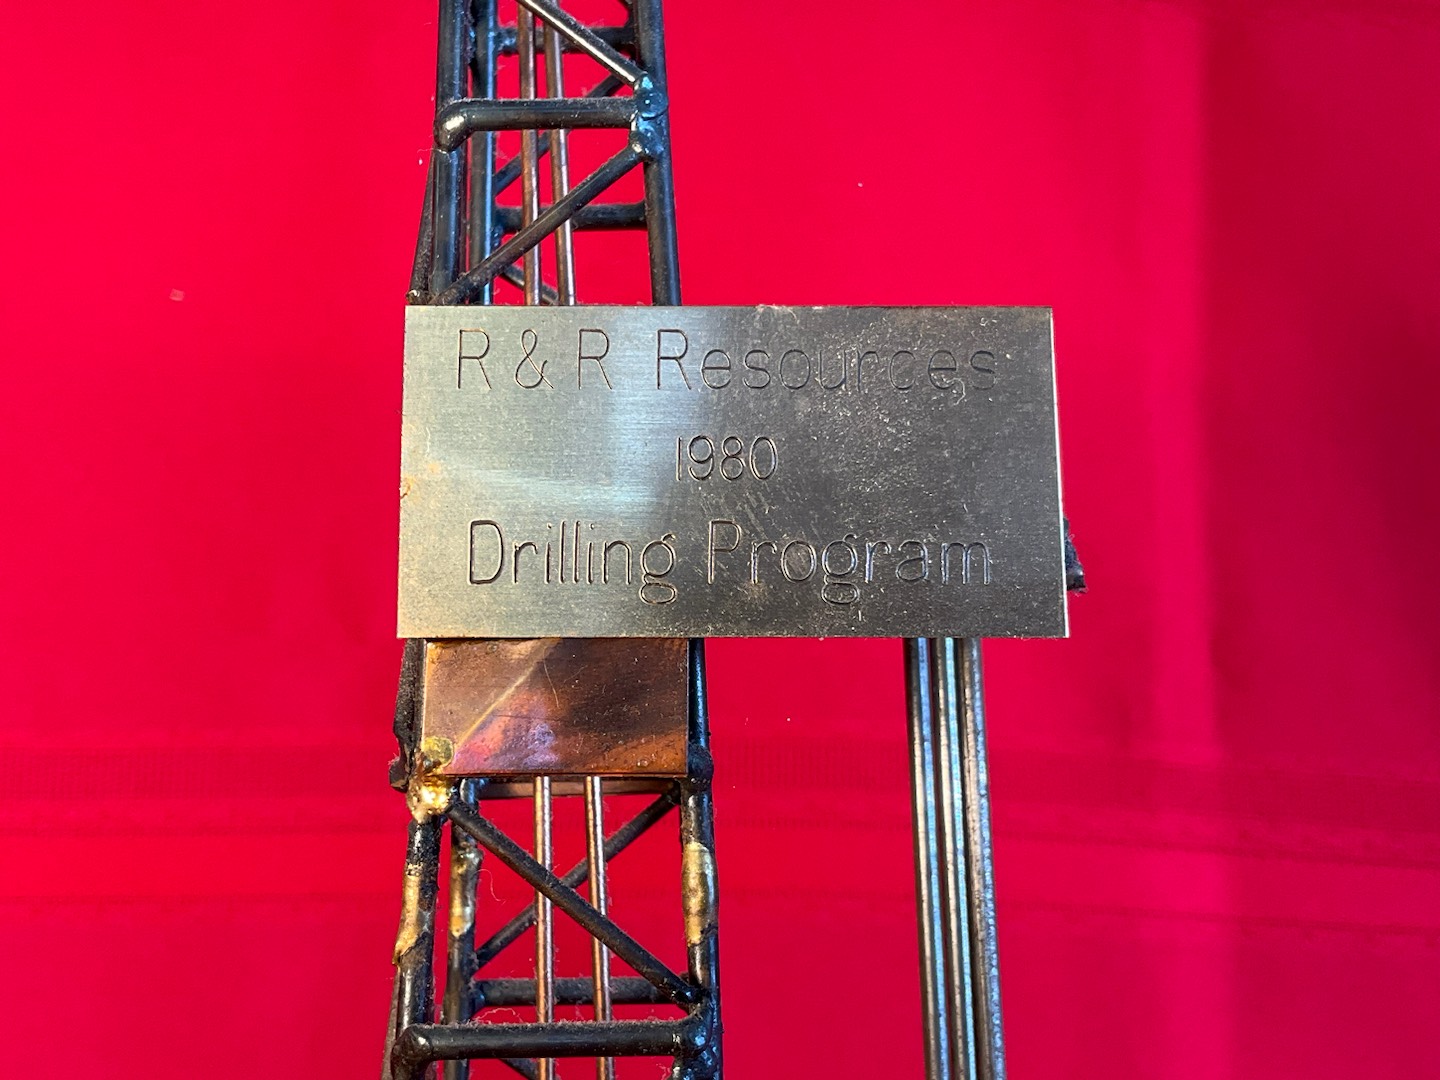 R & R Resources
1980
Drilling Program